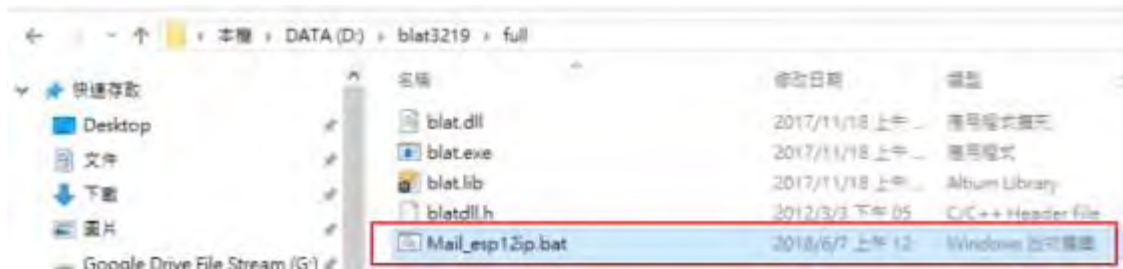 本機 › DATA (D:) › blat3219 › full
名稱 修改日期 類型
快速存取
Desktop
文件
下載
圖片
Google Drive File Stream (G:)
blat.dll 2017/11/18 上午 ... 應用程式擴充
blat.exe 2017/11/18 上午 ... 應用程式
blat.lib 2017/11/18 上午 ... Altium Library
blatdll.h 2012/3/3 下午 05 C/C++ Header File
Mail_esp12ip.bat 2018/6/7 上午 12 Windows 批次檔案